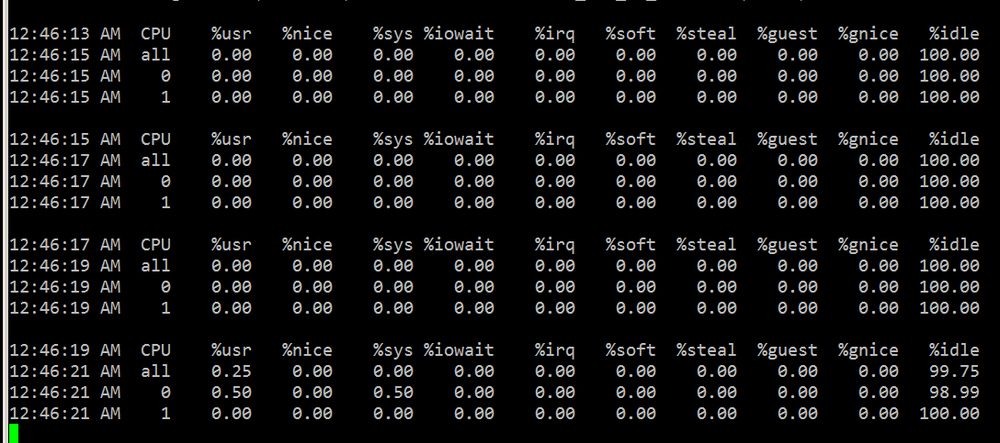 12:46:13 AM  CPU    %usr   %nice    %sys %iowait    %irq   %soft  %steal  %guest  %gnice   %idle
12:46:15 AM  all    0.00    0.00    0.00    0.00    0.00    0.00    0.00    0.00    0.00  100.00
12:46:15 AM    0    0.00    0.00    0.00    0.00    0.00    0.00    0.00    0.00    0.00  100.00
12:46:15 AM    1    0.00    0.00    0.00    0.00    0.00    0.00    0.00    0.00    0.00  100.00
12:46:15 AM  CPU    %usr   %nice    %sys %iowait    %irq   %soft  %steal  %guest  %gnice   %idle
12:46:17 AM  all    0.00    0.00    0.00    0.00    0.00    0.00    0.00    0.00    0.00  100.00
12:46:17 AM    0    0.00    0.00    0.00    0.00    0.00    0.00    0.00    0.00    0.00  100.00
12:46:17 AM    1    0.00    0.00    0.00    0.00    0.00    0.00    0.00    0.00    0.00  100.00
12:46:17 AM  CPU    %usr   %nice    %sys %iowait    %irq   %soft  %steal  %guest  %gnice   %idle
12:46:19 AM  all    0.00    0.00    0.00    0.00    0.00    0.00    0.00    0.00    0.00  100.00
12:46:19 AM    0    0.00    0.00    0.00    0.00    0.00    0.00    0.00    0.00    0.00  100.00
12:46:19 AM    1    0.00    0.00    0.00    0.00    0.00    0.00    0.00    0.00    0.00  100.00
12:46:19 AM  CPU    %usr   %nice    %sys %iowait    %irq   %soft  %steal  %guest  %gnice   %idle
12:46:21 AM  all    0.25    0.00    0.00    0.00    0.00    0.00    0.00    0.00    0.00   99.75
12:46:21 AM    0    0.50    0.00    0.50    0.00    0.00    0.00    0.00    0.00    0.00   98.99
12:46:21 AM    1    0.00    0.00    0.00    0.00    0.00    0.00    0.00    0.00    0.00  100.00